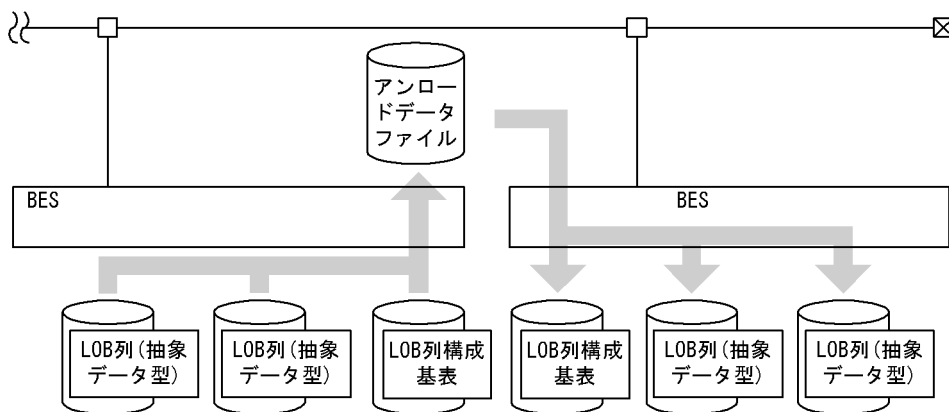 アンロー
ドデータ
ファイル
BES
BES
LOB列(抽象
データ型)
LOB列(抽象
データ型)
LOB列構成
基表
LOB列構成
基表
LOB列(抽象
データ型)
LOB列(抽象
データ型)